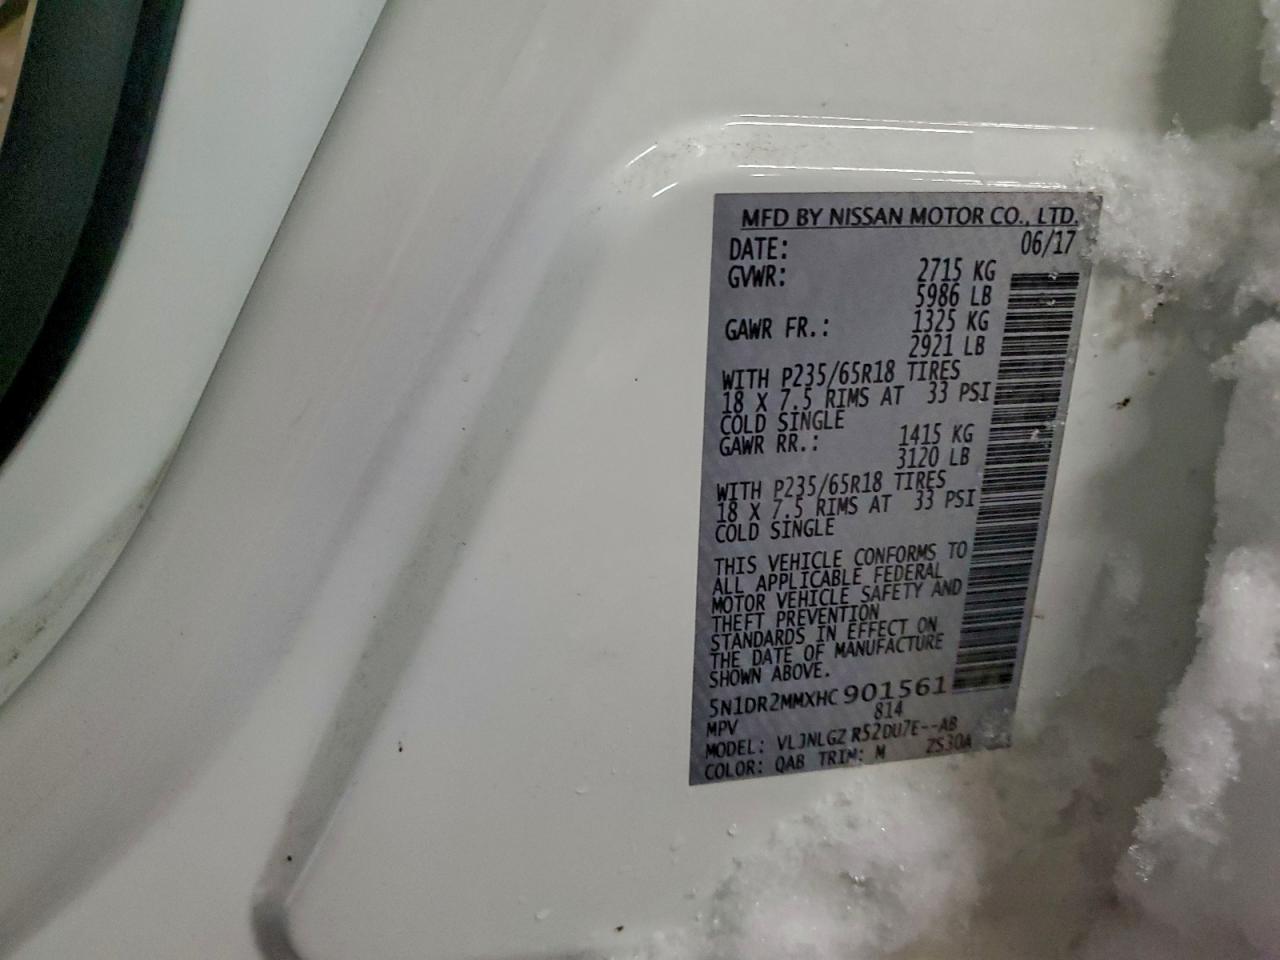 MFD BY NISSAN MOTOR CO., LTD.
DATE: 06/17
GVWR: 2715 KG
5986 LB
GAWR FR.: 1325 KG
2921 LB
WITH P235/65R18 TIRES
18 X 7.5 RIMS AT 33 PSI
COLD SINGLE
GAWR RR.: 1415 KG
3120 LB
WITH P235/65R18 TIRES
18 X 7.5 RIMS AT 33 PSI
COLD SINGLE
THIS VEHICLE CONFORMS TO
ALL APPLICABLE FEDERAL
MOTOR VEHICLE SAFETY AND
THEFT PREVENTION
STANDARDS IN EFFECT ON
THE DATE OF MANUFACTURE
SHOWN ABOVE.
5N1DR2MMXHC901561
MPV 814
MODEL: VLJNLGZ R52DU7E--AB
COLOR: QAB TRIM: M ZS30A